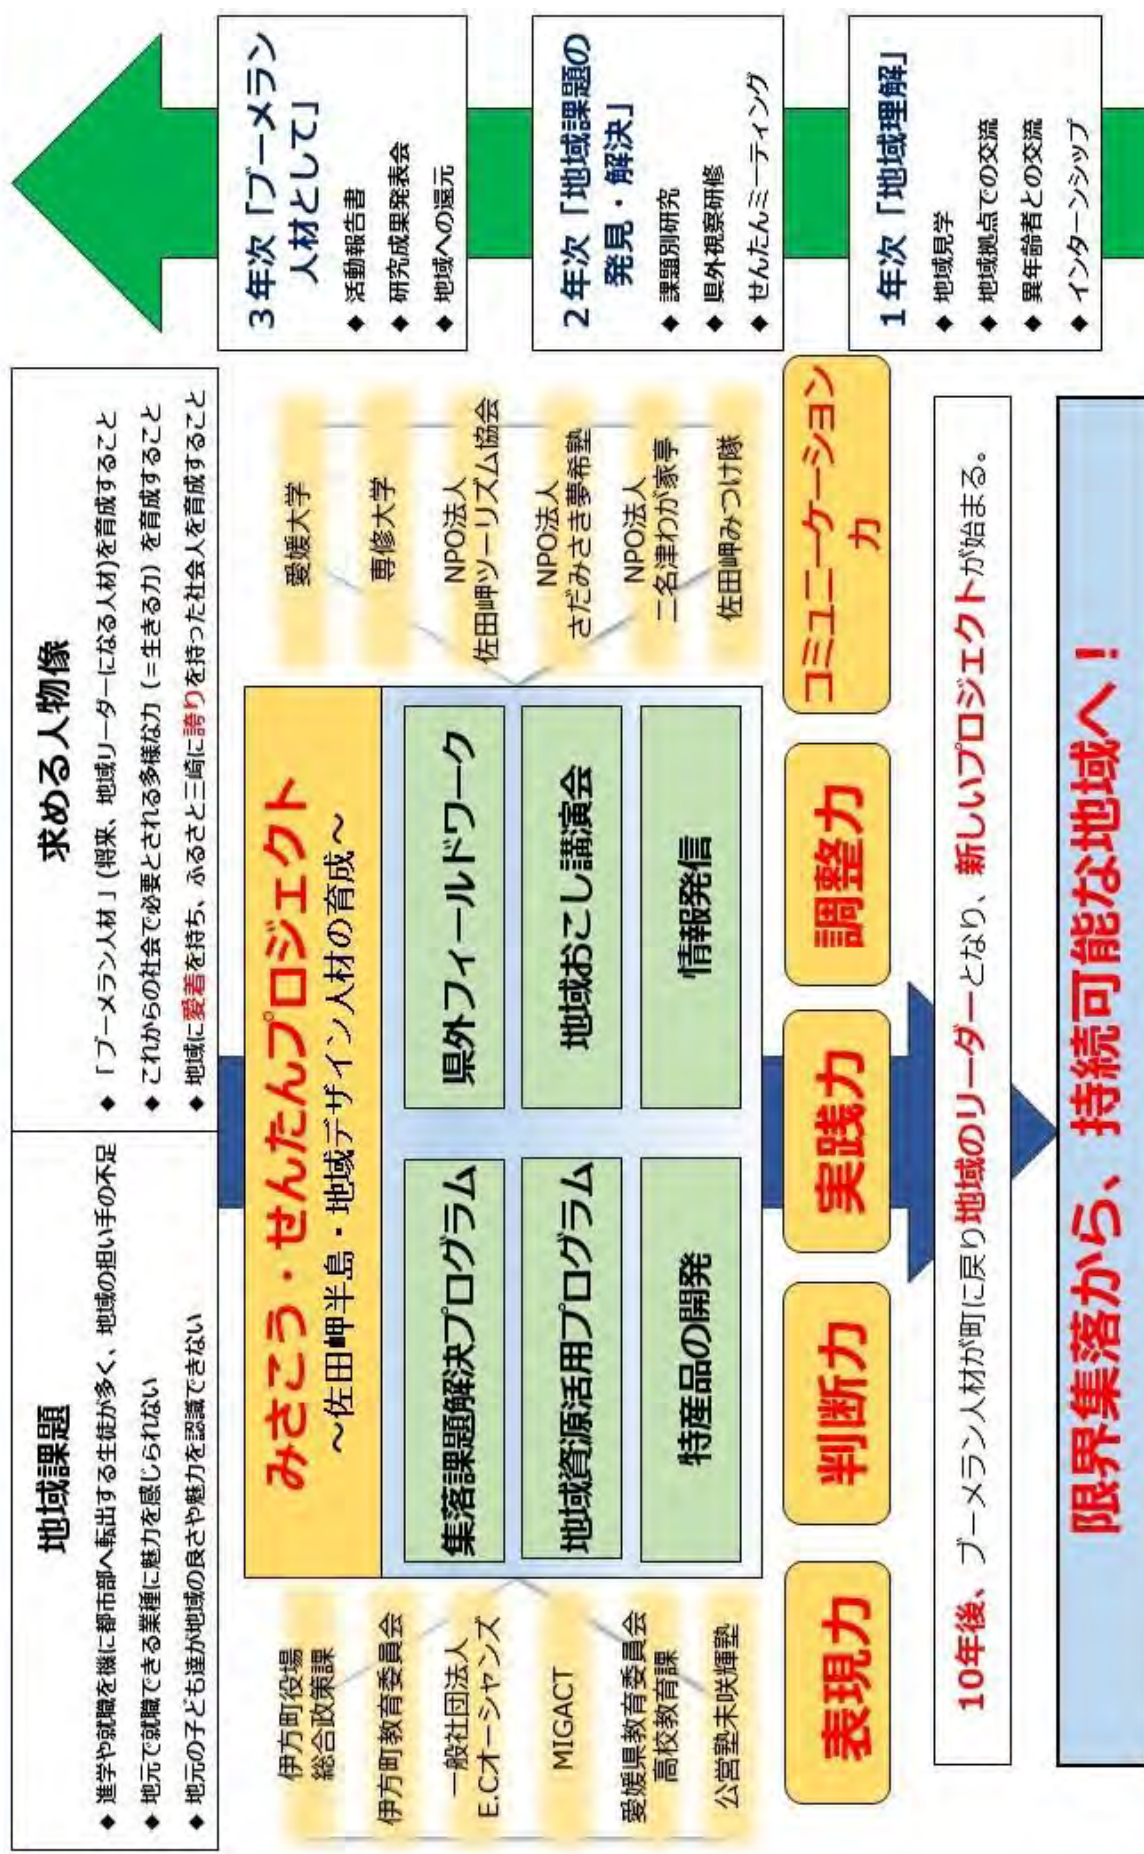 地域課題
◆ 進学や就職を機に都市部へ転出する生徒が多く、地域の担い手の不足
◆ 地元で就職できる業種に魅力を感じられない
◆ 地元の子ども達が地域の良さや魅力を認識できない
求める人物像
◆ 「ブーメラン人材」(将来、地域リーダーになる人材)を育成すること
◆ これからの社会で必要とされる多様な力（＝生きる力）を育成すること
◆ 地域に愛着を持ち、ふるさと三崎に誇りを持った社会人を育成すること
みさこう・せんたんプロジェクト
～佐田岬半島・地域デザイン人材の育成～
集落課題解決プログラム
県外フィールドワーク
地域資源活用プログラム
地域おこし講演会
特産品の開発
情報発信
伊方町役場
総合政策課
伊方町教育委員会
一般社団法人
E.Cオーシャンズ
MIGACT
愛媛県教育委員会
高校教育課
公営塾未咲輝塾
愛媛大学
専修大学
NPO法人
佐田岬ツーリズム協会
NPO法人
さだみさき夢希塾
NPO法人
二名津わが家亭
佐田岬みつけ隊
表現力
判断力
実践力
調整力
コミュニケーション
力
10年後、ブーメラン人材が町に戻り地域のリーダーとなり、新しいプロジェクトが始まる。
限界集落から、持続可能な地域へ！
３年次「ブーメラン
人材として」
◆ 活動報告書
◆ 研究成果発表会
◆ 地域への還元
２年次「地域課題の
発見・解決」
◆ 課題別研究
◆ 県外視察研修
◆ せんたんミーティング
１年次「地域理解」
◆ 地域見学
◆ 地域拠点での交流
◆ 異年齢者との交流
◆ インターンシップ